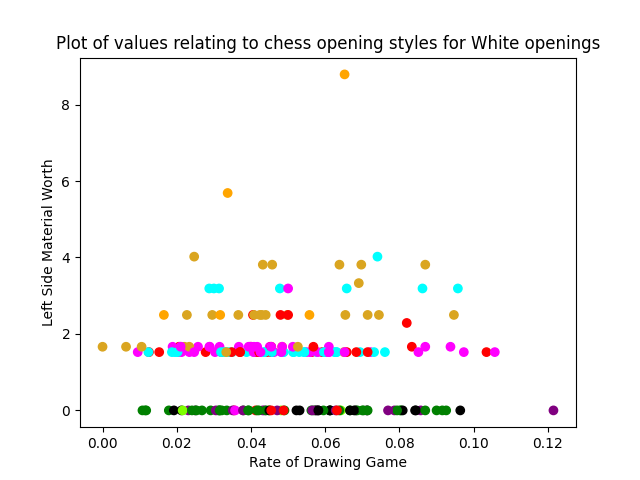 Plot of values relating to chess opening styles for White openings
Left Side Material Worth
8
6
4
2
0
0.00 0.02 0.04 0.06 0.08 0.10 0.12
Rate of Drawing Game